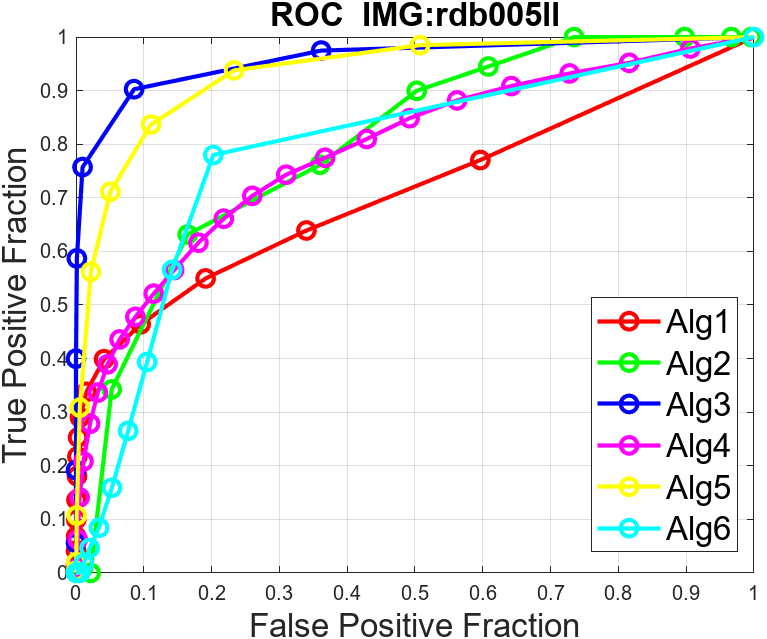 ROC IMG:rdb005ll
True Positive Fraction
1
0.9
0.8
0.7
0.6
0.5
0.4
0.3
0.2
0.1
0
0 0.1 0.2 0.3 0.4 0.5 0.6 0.7 0.8 0.9 1
False Positive Fraction
Alg1
Alg2
Alg3
Alg4
Alg5
Alg6